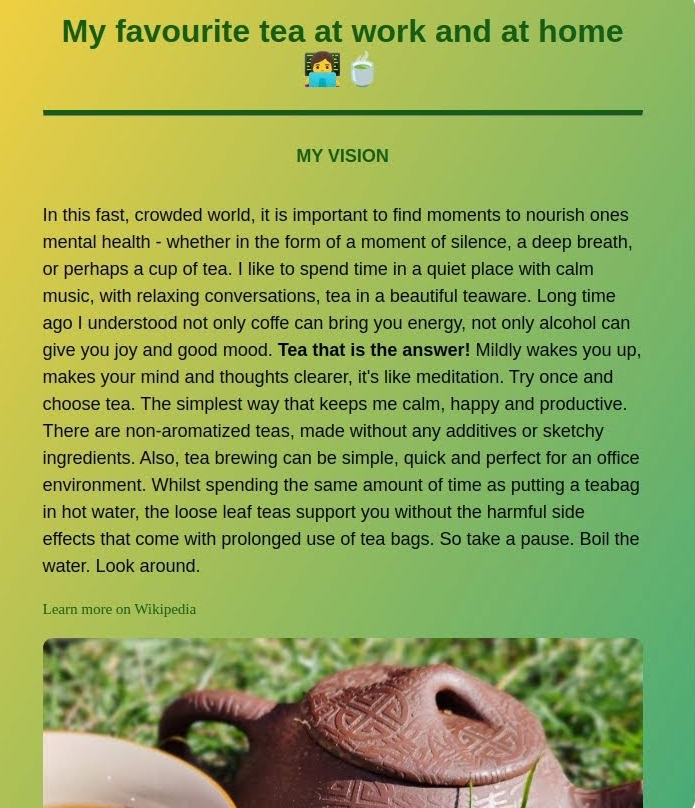 My favourite tea at work and at home
👩‍💻🍵
MY VISION
In this fast, crowded world, it is important to find moments to nourish ones
mental health - whether in the form of a moment of silence, a deep breath,
or perhaps a cup of tea. I like to spend time in a quiet place with calm
music, with relaxing conversations, tea in a beautiful teaware. Long time
ago I understood not only coffe can bring you energy, not only alcohol can
give you joy and good mood. Tea that is the answer! Mildly wakes you up,
makes your mind and thoughts clearer, it's like meditation. Try once and
choose tea. The simplest way that keeps me calm, happy and productive.
There are non-aromatized teas, made without any additives or sketchy
ingredients. Also, tea brewing can be simple, quick and perfect for an office
environment. Whilst spending the same amount of time as putting a teabag
in hot water, the loose leaf teas support you without the harmful side
effects that come with prolonged use of tea bags. So take a pause. Boil the
water. Look around.
Learn more on Wikipedia